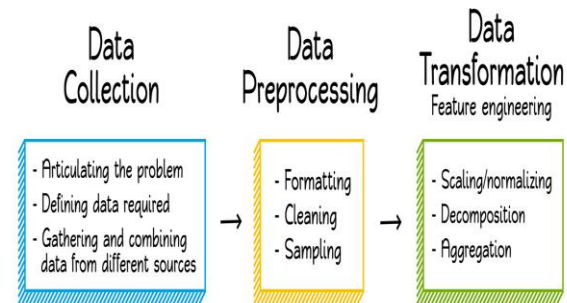 Data
Collection
- Articulating the problem
- Defining data required
- Gathering and combining
data from different sources
→
Data
Preprocessing
- Formatting
- Cleaning
- Sampling
→
Data
Transformation
Feature engineering
- Scaling/normalizing
- Decomposition
- Aggregation